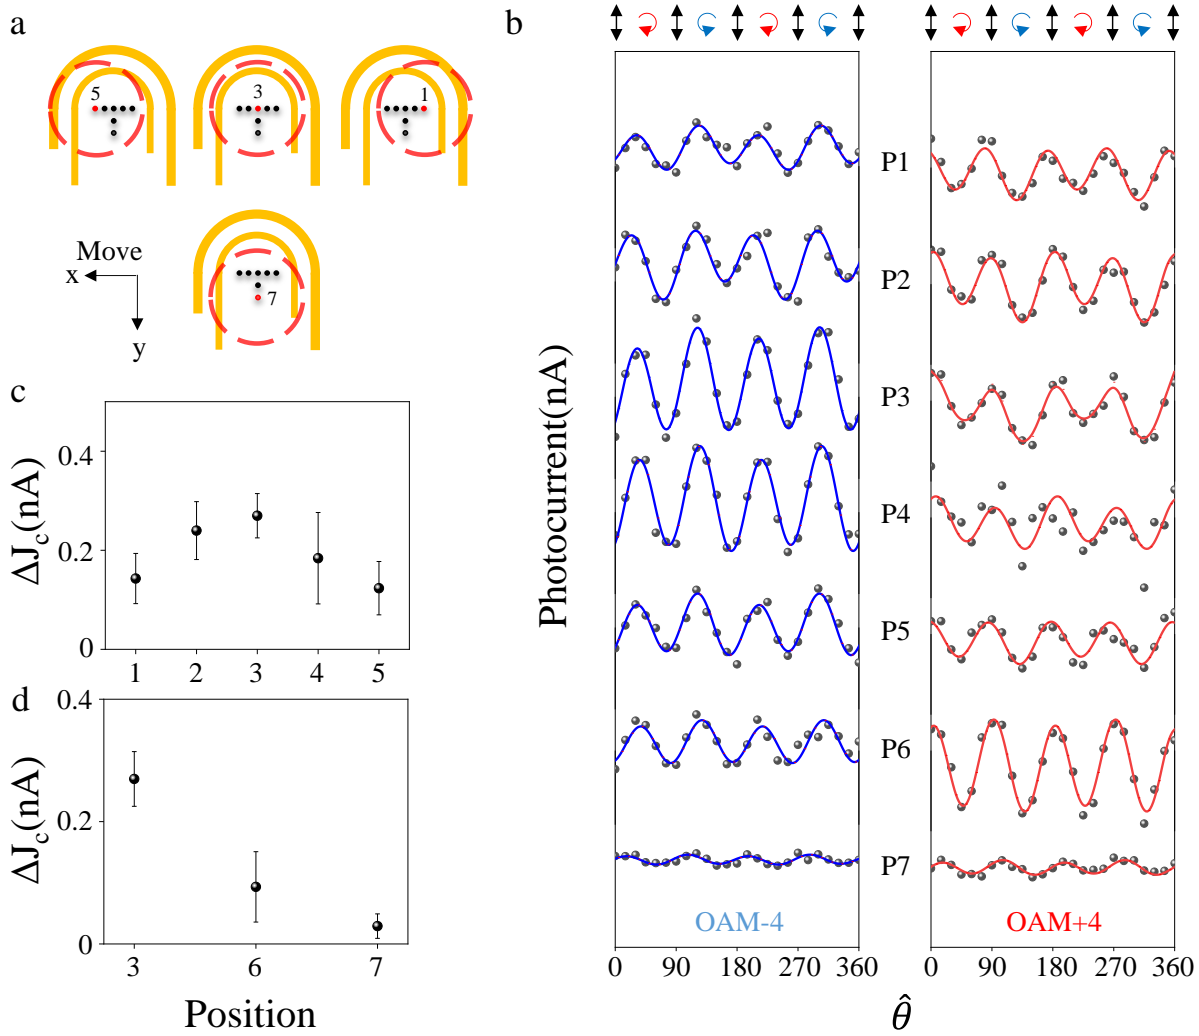 a
5
3
1
Move
x
y
7
b
Photocurrent(nA)
P1
P2
P3
P4
P5
P6
P7
OAM-4
OAM+4
0 90 180 270 360
0 90 180 270 360
θ̂
c
ΔJc(nA)
0.4
0.2
0
1 2 3 4 5
d
ΔJc(nA)
0.4
0.2
0
3 6 7
Position